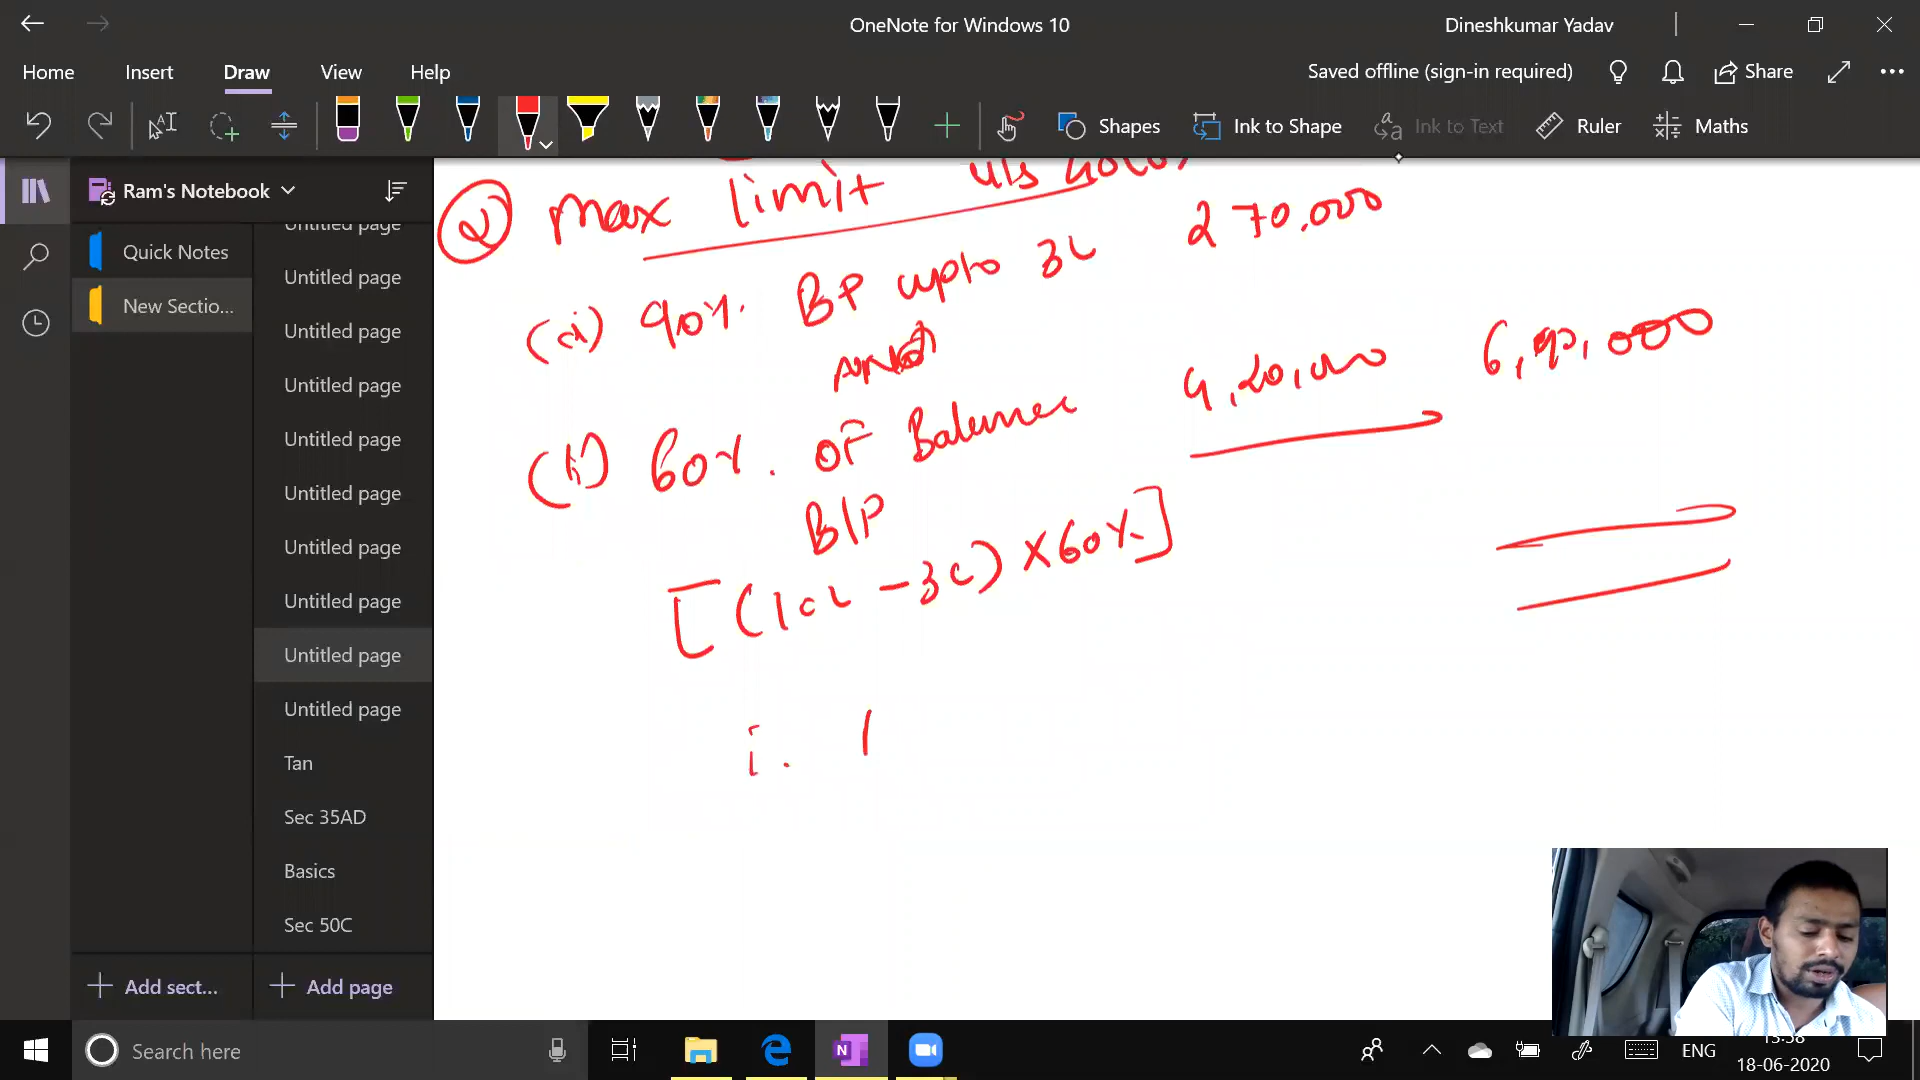 OneNote for Windows 10
Dineshkumar Yadav
Home Insert Draw View Help
Saved offline (sign-in required)
Share
Shapes
Ink to Shape
Ink to Text
Ruler
Maths
Ram's Notebook
Quick Notes
New Sectio...
Untitled page
Untitled page
Untitled page
Untitled page
Untitled page
Untitled page
Untitled page
Untitled page
Untitled page
Untitled page
Tan
Sec 35AD
Basics
Sec 50C
Add sect...
Add page
Max limit u/s
(i) 90%. BP upto 3L 270,000
And
(ii) 60%. OF Balance 4,20,000 6,90,000
B/P
[(10L - 3L) X 60%]
i.
Search here
N
ENG
13:38
18-06-2020